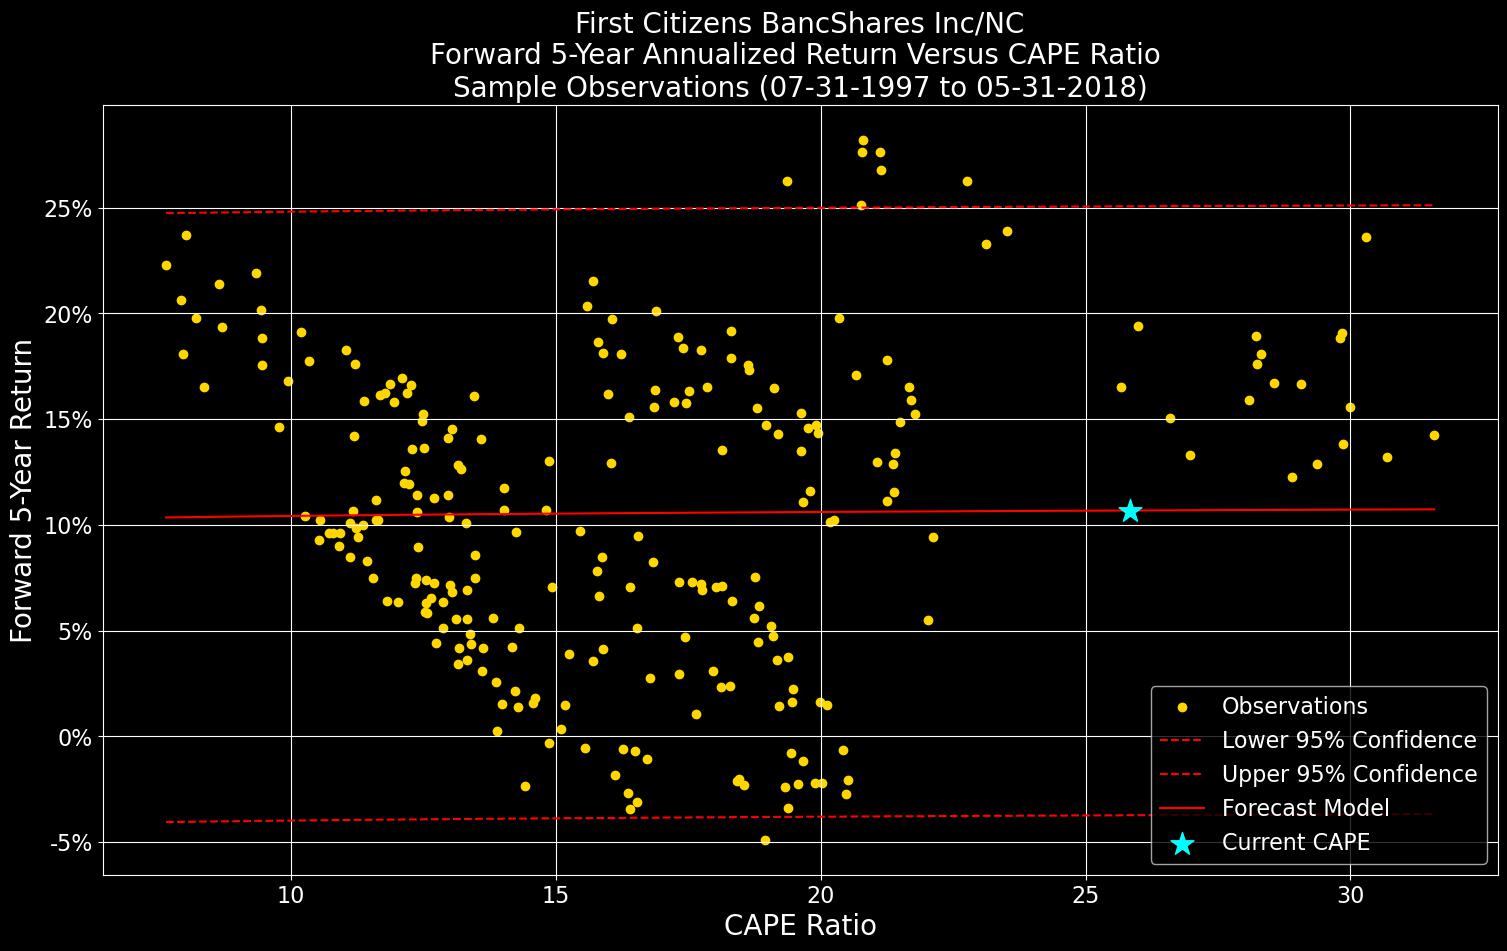 First Citizens BancShares Inc/NC
Forward 5-Year Annualized Return Versus CAPE Ratio
Sample Observations (07-31-1997 to 05-31-2018)
Forward 5-Year Return
25%
20%
15%
10%
5%
0%
-5%
10
15
20
25
30
CAPE Ratio
Observations
Lower 95% Confidence
Upper 95% Confidence
Forecast Model
Current CAPE